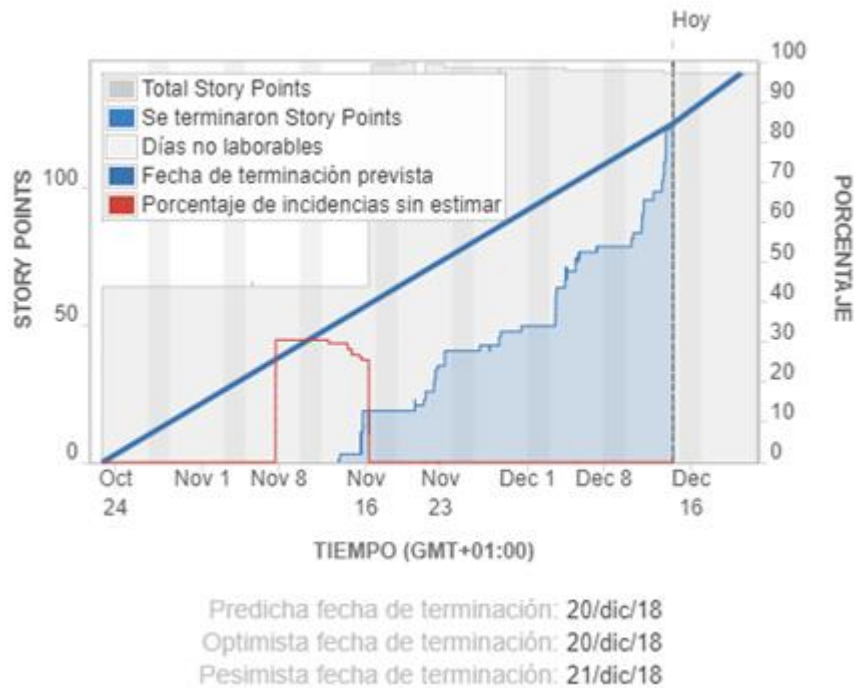 Hoy
Total Story Points
Se terminaron Story Points
Días no laborables
Fecha de terminación prevista
Porcentaje de incidencias sin estimar
STORY POINTS
100
50
0
PORCENTAJE
100
90
80
70
60
50
40
30
20
10
0
Oct 24
Nov 1
Nov 8
Nov 16
Nov 23
Dec 1
Dec 8
Dec 16
TIEMPO (GMT+01:00)
Predicha fecha de terminación: 20/dic/18
Optimista fecha de terminación: 20/dic/18
Pesimista fecha de terminación: 21/dic/18